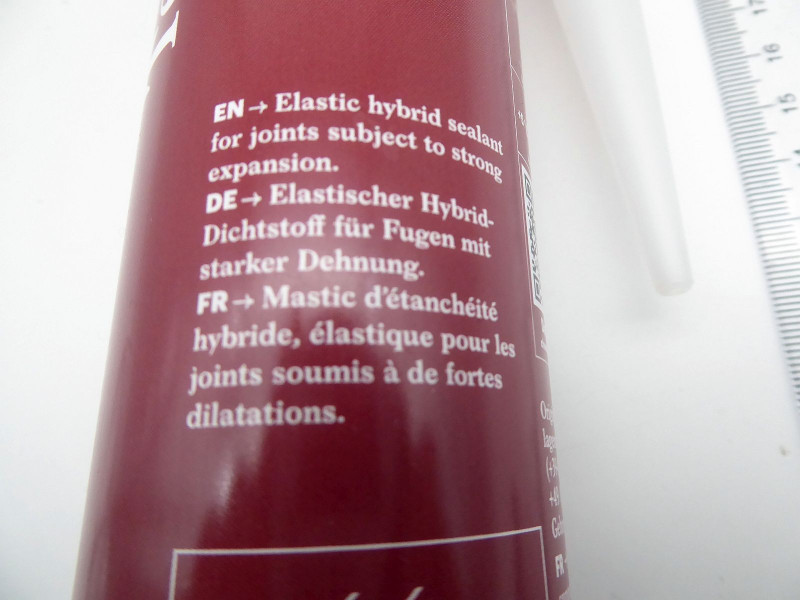 EN → Elastic hybrid sealant
for joints subject to strong
expansion.
DE → Elastischer Hybrid-
Dichtstoff für Fugen mit
starker Dehnung.
FR → Mastic d'étanchéité
hybride, élastique pour les
joints soumis à de fortes
dilatations.
FR
17
16
15